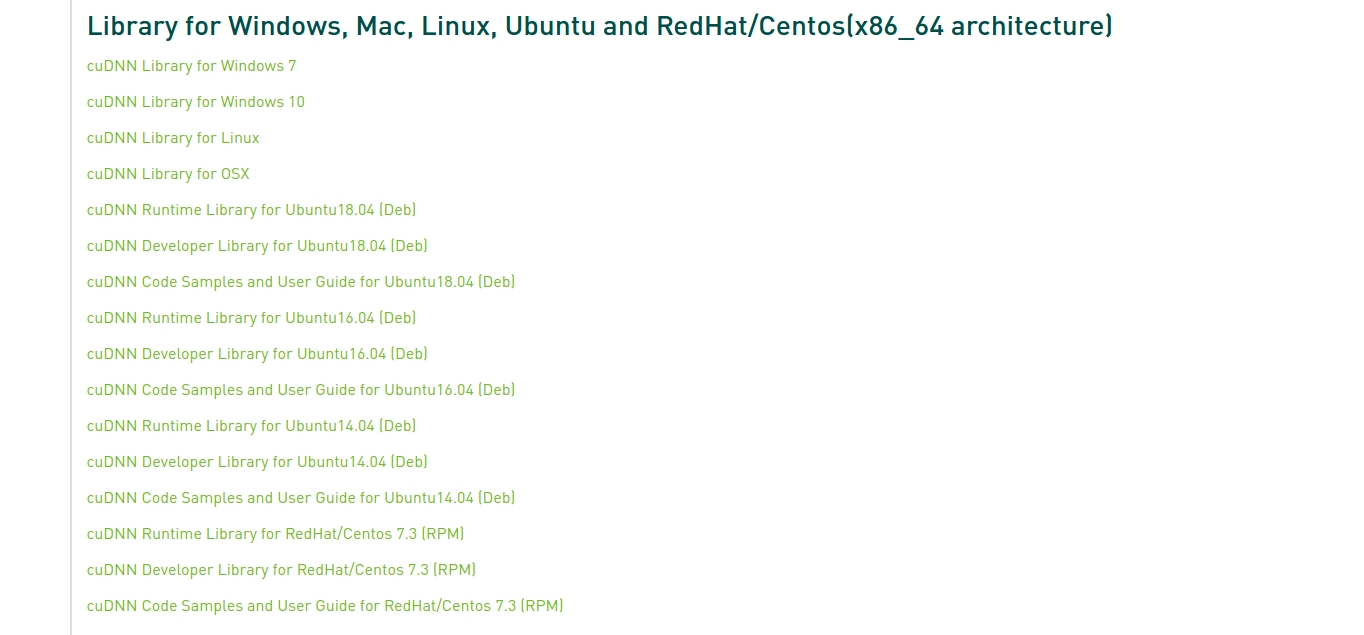 Library for Windows, Mac, Linux, Ubuntu and RedHat/Centos(x86_64 architecture)
cuDNN Library for Windows 7
cuDNN Library for Windows 10
cuDNN Library for Linux
cuDNN Library for OSX
cuDNN Runtime Library for Ubuntu18.04 (Deb)
cuDNN Developer Library for Ubuntu18.04 (Deb)
cuDNN Code Samples and User Guide for Ubuntu18.04 (Deb)
cuDNN Runtime Library for Ubuntu16.04 (Deb)
cuDNN Developer Library for Ubuntu16.04 (Deb)
cuDNN Code Samples and User Guide for Ubuntu16.04 (Deb)
cuDNN Runtime Library for Ubuntu14.04 (Deb)
cuDNN Developer Library for Ubuntu14.04 (Deb)
cuDNN Code Samples and User Guide for Ubuntu14.04 (Deb)
cuDNN Runtime Library for RedHat/Centos 7.3 (RPM)
cuDNN Developer Library for RedHat/Centos 7.3 (RPM)
cuDNN Code Samples and User Guide for RedHat/Centos 7.3 (RPM)